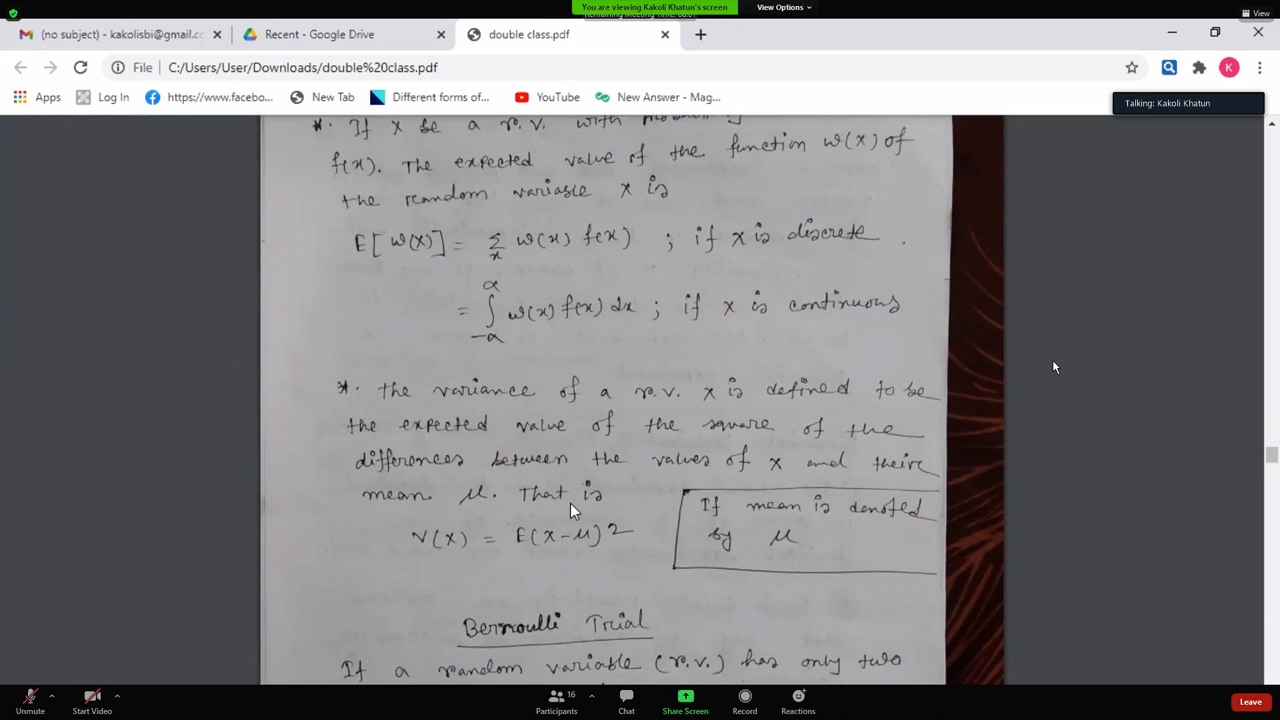 You are viewing Kakoli Khatun's screen
View Options
View
(no subject) - kakolisbi@gmail.co
Recent - Google Drive
double class.pdf
File
C:/Users/User/Downloads/double%20class.pdf
K
Apps
Log In
https://www.facebo...
New Tab
Different forms of...
YouTube
New Answer - Mag...
Talking: Kakoli Khatun
*. If x be a r.v. with
f(x). The expected value of the function w(x) of
the random variable x is
E[w(x)] = Σ w(x) f(x) ; if x is discrete .
x
α
= ∫ w(x) f(x) dx ; if x is continuous
-α
*. The variance of a r.v. x is defined to be
the expected value of the square of the
differences between the values of x and their
mean μ. That is
V(x) = E(x-μ)2
If mean is denoted
by μ
Bernoulli Trial
If a random variable (r.v.) has only two
Unmute
Start Video
16
Participants
Chat
Share Screen
Record
Reactions
Leave